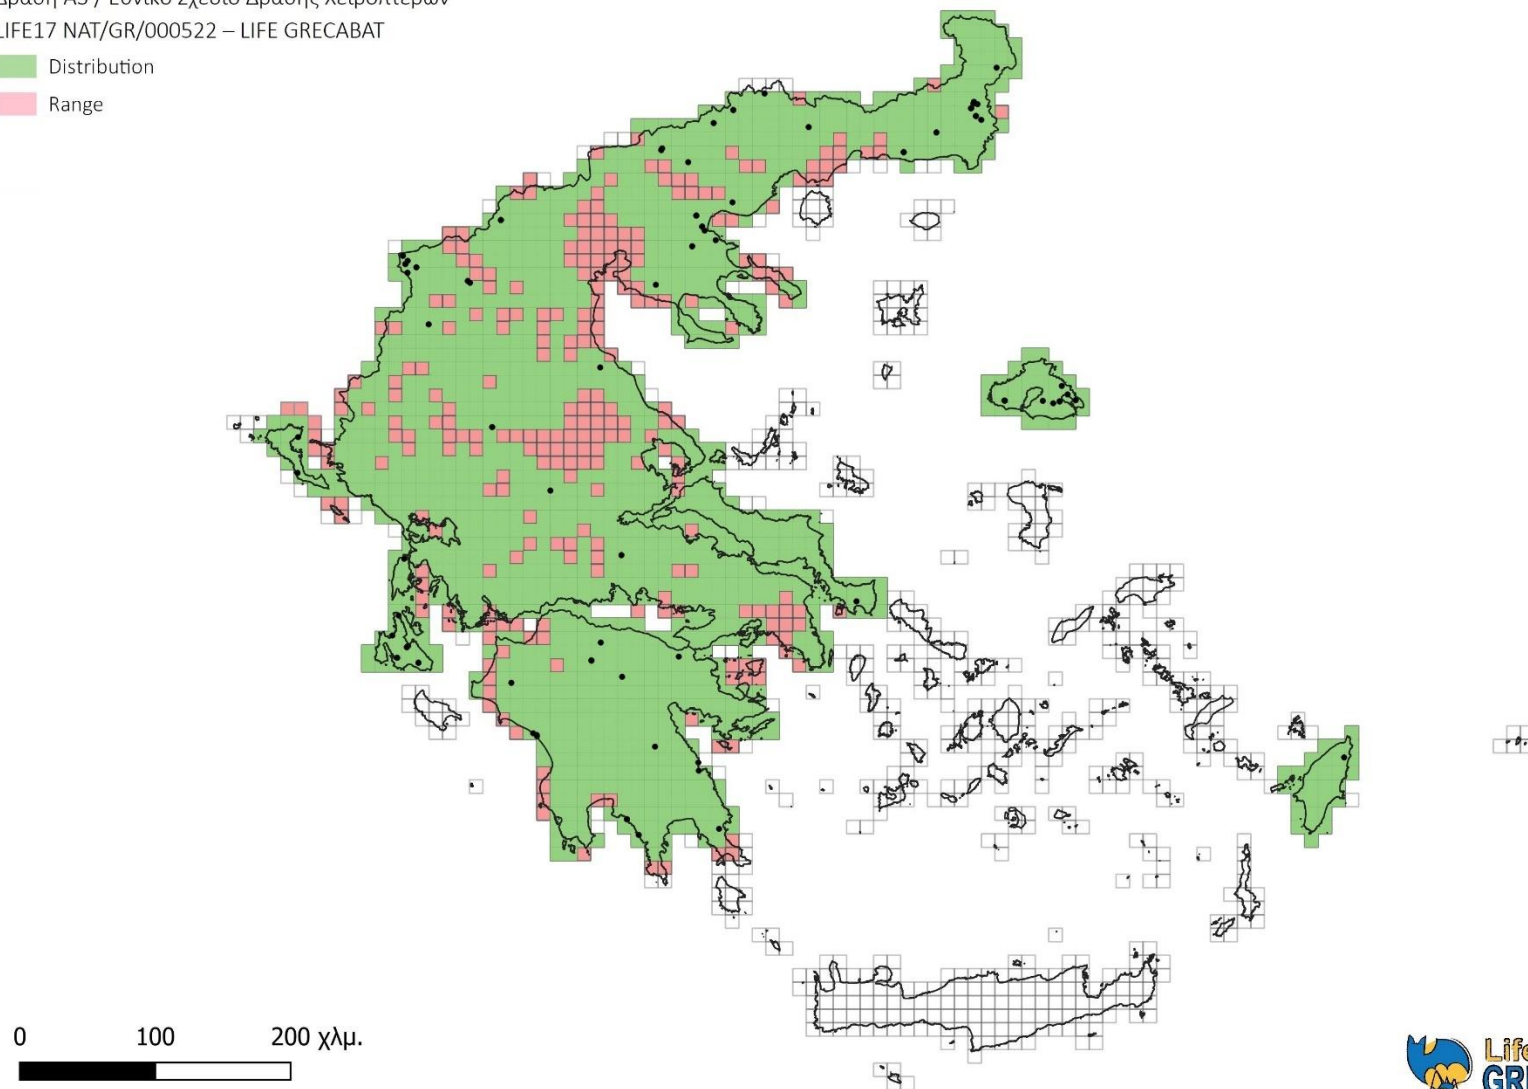 LIFE17 NAT/GR/000522 – LIFE GRECABAT
Distribution
Range
0 100 200 χλμ.